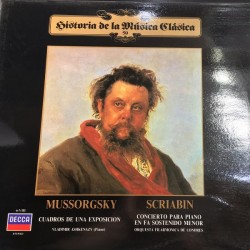 Historia de la Música Clásica
50
MUSSORGSKY
CUADROS DE UNA EXPOSICION
VLADIMIR ASHKENAZY (Piano)
SCRIABIN
CONCIERTO PARA PIANO
EN FA SOSTENIDO MENOR
ORQUESTA FILARMONICA DE LONDRES
DECCA